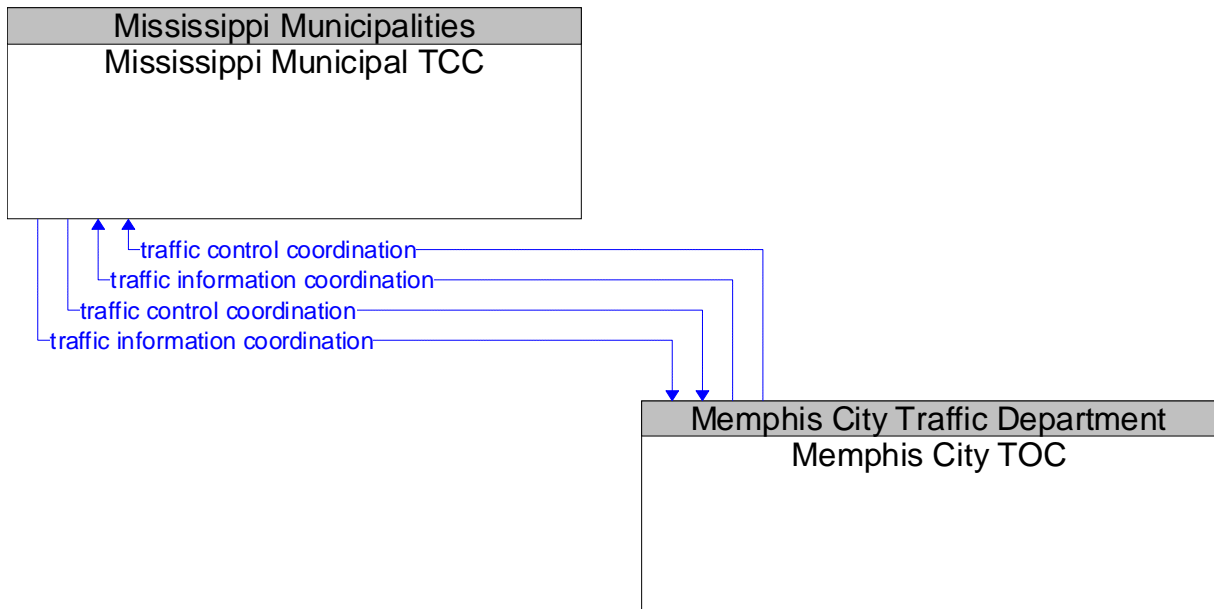 Mississippi Municipalities
Mississippi Municipal TCC
traffic control coordination
traffic information coordination
traffic control coordination
traffic information coordination
Memphis City Traffic Department
Memphis City TOC